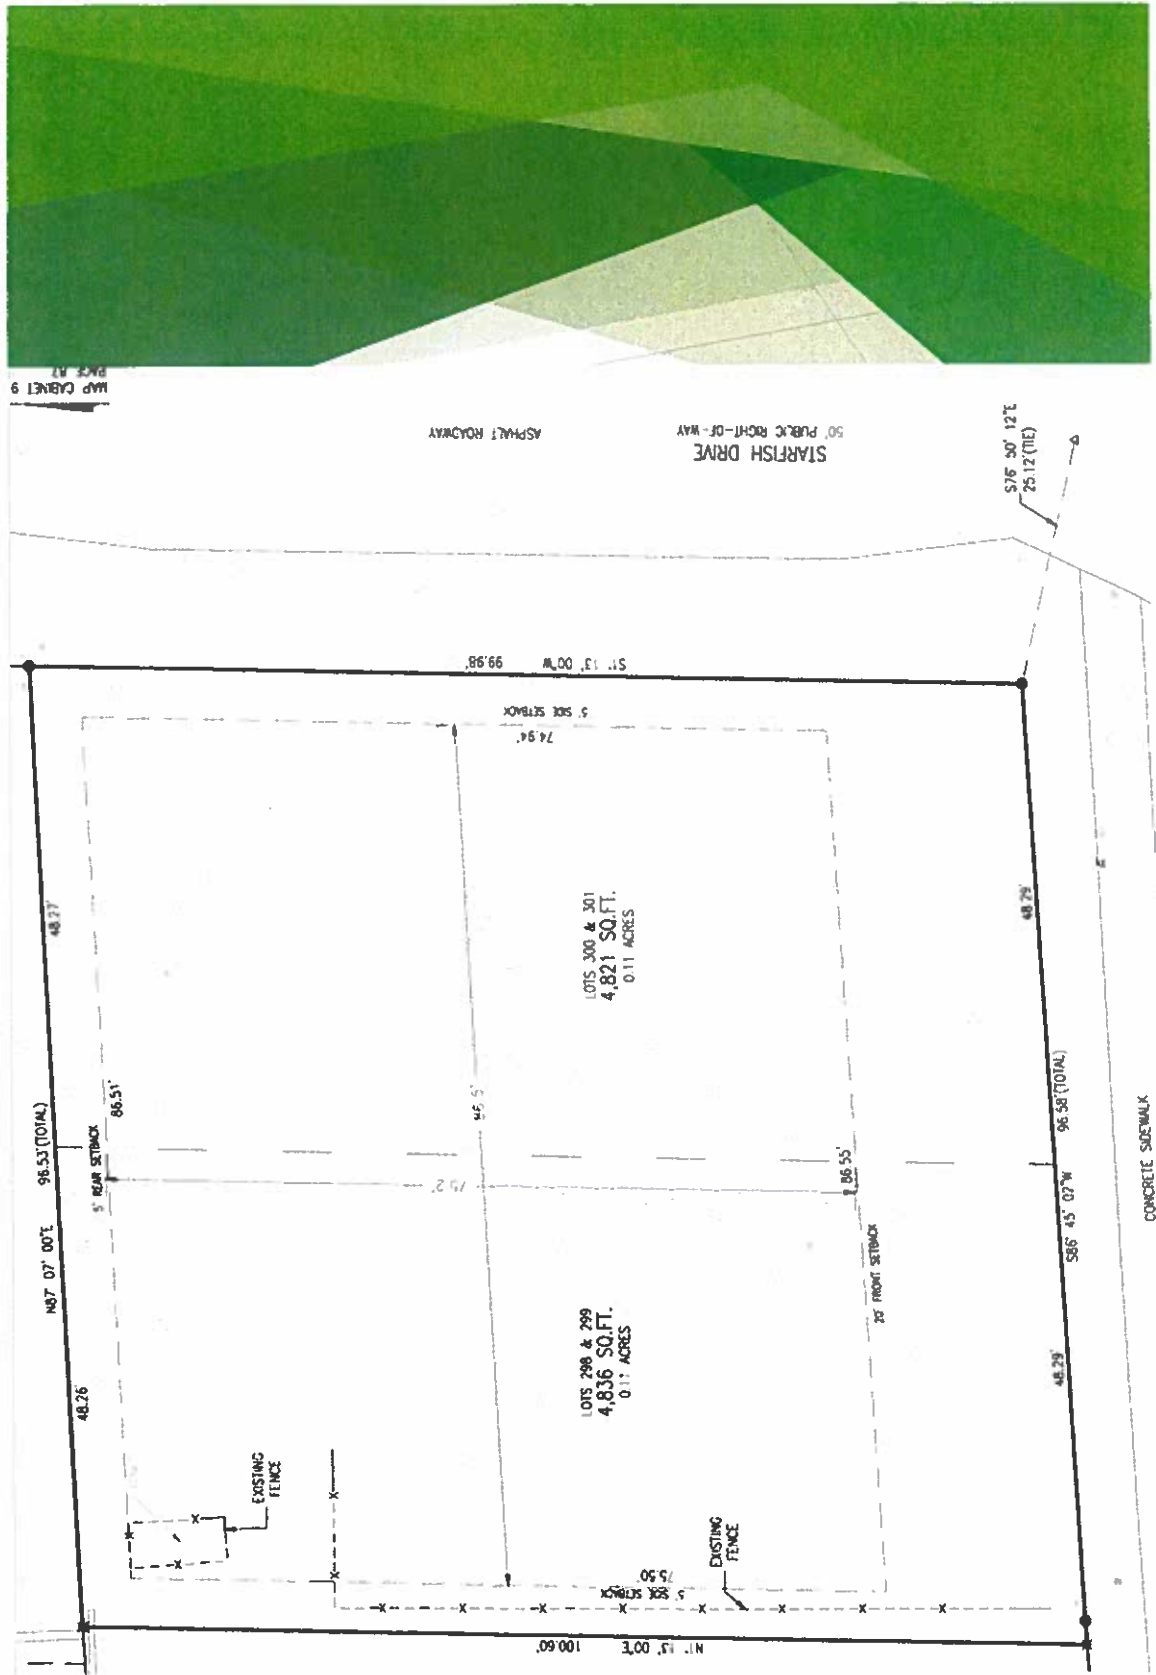 MAP CABINET 9
PAGE A7
ASPHALT ROADWAY
STARFISH DRIVE
50' PUBLIC RIGHT-OF-WAY
S76° 50' 12"E
25.12'(TIE)
S1° 13' 00"W 99.98'
5' SIDE SETBACK
74.94'
48.27'
96.53'(TOTAL)
N87° 07' 00"E
48.26'
5' REAR SETBACK
86.51'
LOTS 300 & 301
4,821 SQ.FT.
0.11 ACRES
48.29'
96.58'(TOTAL)
S86° 45' 07"W
48.29'
75.2'
86.55'
20' FRONT SETBACK
CONCRETE SIDEWALK
LOTS 298 & 299
4,836 SQ.FT.
0.11 ACRES
EXISTING
FENCE
EXISTING
FENCE
75.50'
5' SIDE SETBACK
N1° 13' 00"E 100.60'